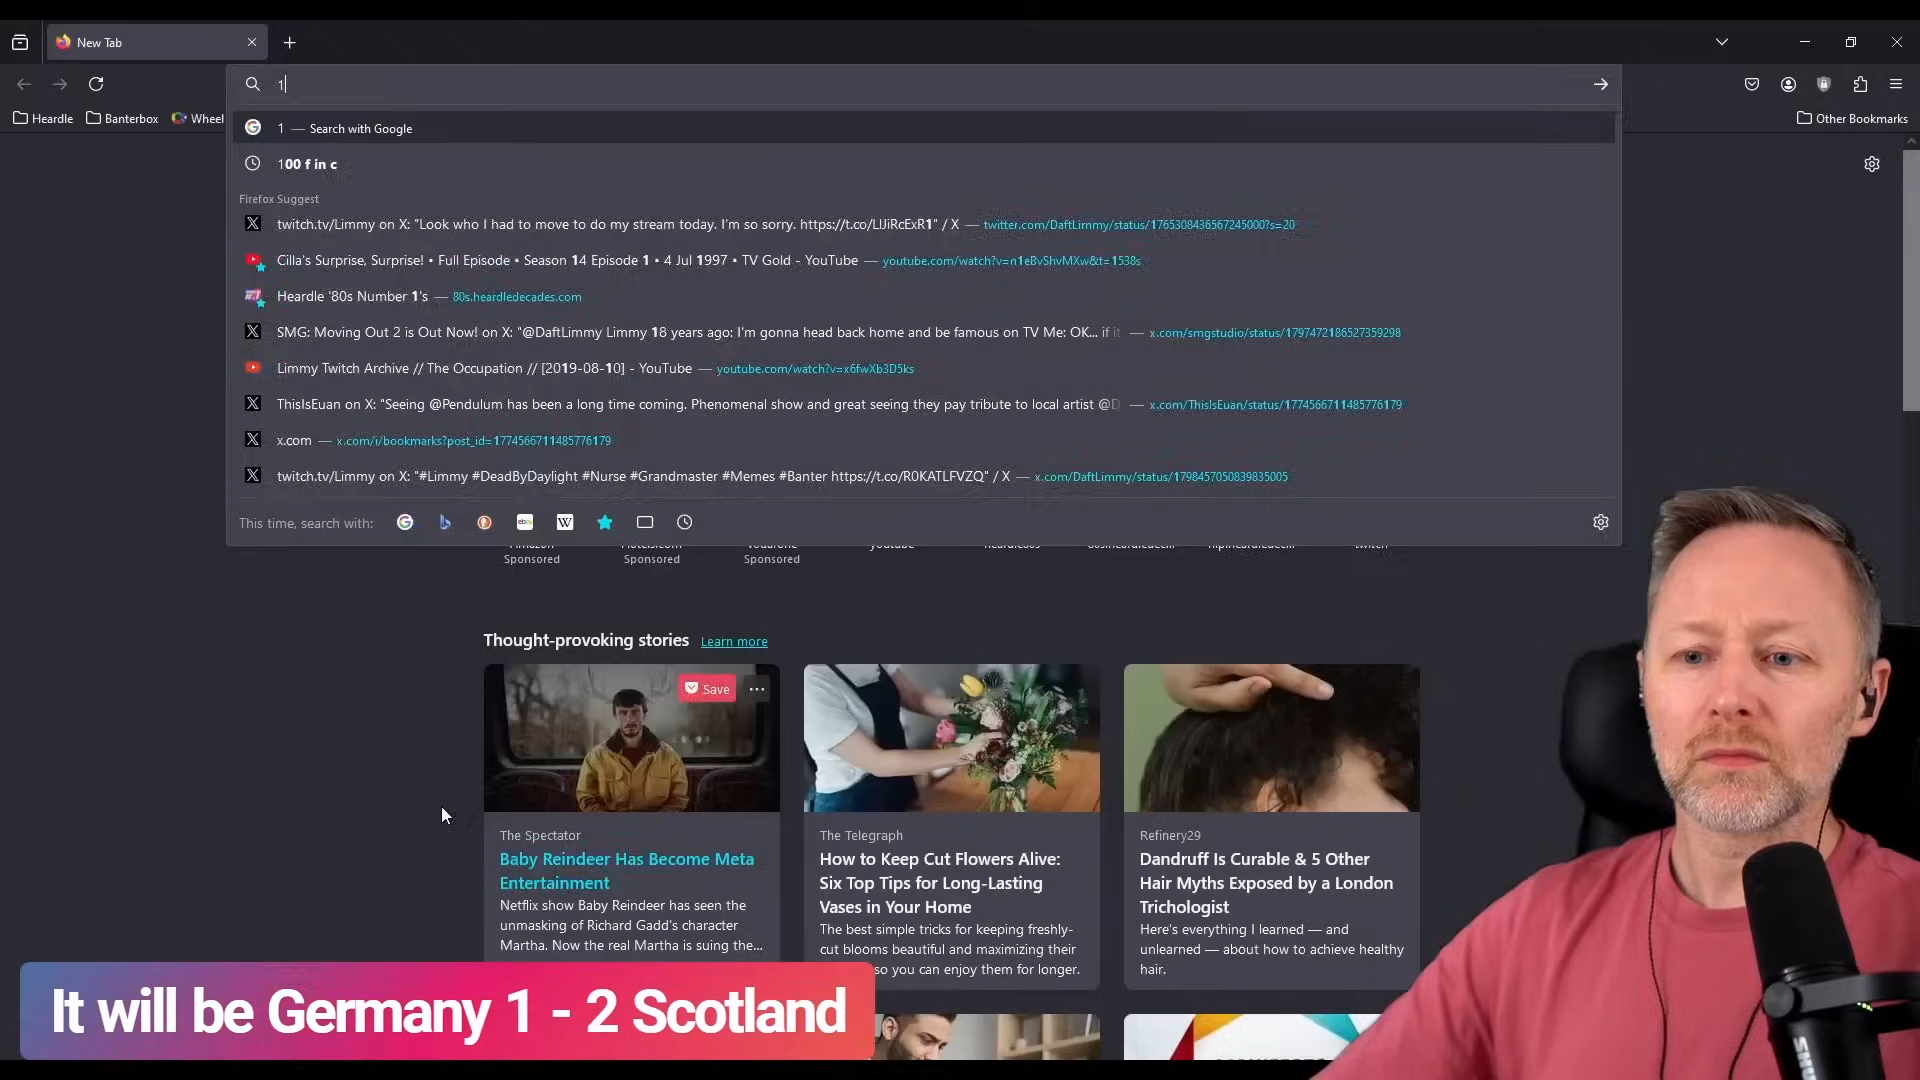 New Tab
1
Heardle
Banterbox
Wheel
Other Bookmarks
1 — Search with Google
100 f in c
Firefox Suggest
twitch.tv/Limmy on X: "Look who I had to move to do my stream today. I'm so sorry. https://t.co/LlJiRcExR1" / X — twitter.com/DaftLimmy/status/1765308436567245000?s=20
Cilla's Surprise, Surprise! • Full Episode • Season 14 Episode 1 • 4 Jul 1997 • TV Gold - YouTube — youtube.com/watch?v=n1eBvShvMXw&t=1538s
Heardle '80s Number 1's — 80s.heardledecades.com
SMG: Moving Out 2 is Out Now! on X: "@DaftLimmy Limmy 18 years ago: I'm gonna head back home and be famous on TV Me: OK... if it — x.com/smgstudio/status/1797472186527359298
Limmy Twitch Archive // The Occupation // [2019-08-10] - YouTube — youtube.com/watch?v=x6fwXb3D5ks
ThisIsEuan on X: "Seeing @Pendulum has been a long time coming. Phenomenal show and great seeing they pay tribute to local artist @D — x.com/ThisIsEuan/status/1774566711485776179
x.com — x.com/i/bookmarks?post_id=1774566711485776179
twitch.tv/Limmy on X: "#Limmy #DeadByDaylight #Nurse #Grandmaster #Memes #Banter https://t.co/R0KATLFVZQ" / X — x.com/DaftLimmy/status/1798457050839835005
This time, search with:
Sponsored
Sponsored
Sponsored
Thought-provoking stories Learn more
Save
The Spectator
Baby Reindeer Has Become Meta
Entertainment
Netflix show Baby Reindeer has seen the
unmasking of Richard Gadd's character
Martha. Now the real Martha is suing the...
The Telegraph
How to Keep Cut Flowers Alive:
Six Top Tips for Long-Lasting
Vases in Your Home
The best simple tricks for keeping freshly-
cut blooms beautiful and maximizing their
so you can enjoy them for longer.
Refinery29
Dandruff Is Curable & 5 Other
Hair Myths Exposed by a London
Trichologist
Here's everything I learned — and
unlearned — about how to achieve healthy
hair.
It will be Germany 1 - 2 Scotland